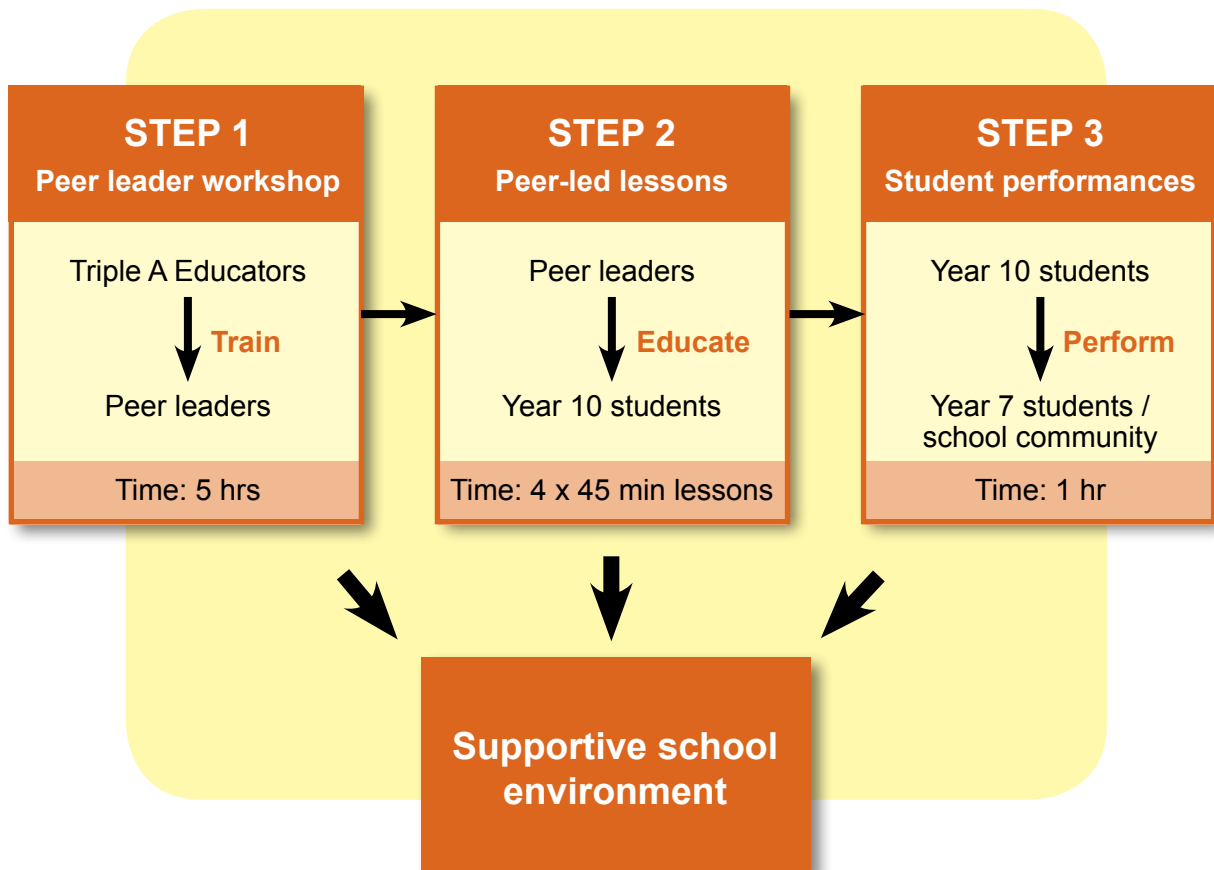 STEP 1
Peer leader workshop
Triple A Educators
Train
Peer leaders
Time: 5 hrs
STEP 2
Peer-led lessons
Peer leaders
Educate
Year 10 students
Time: 4 x 45 min lessons
STEP 3
Student performances
Year 10 students
Perform
Year 7 students /
school community
Time: 1 hr
Supportive school
environment